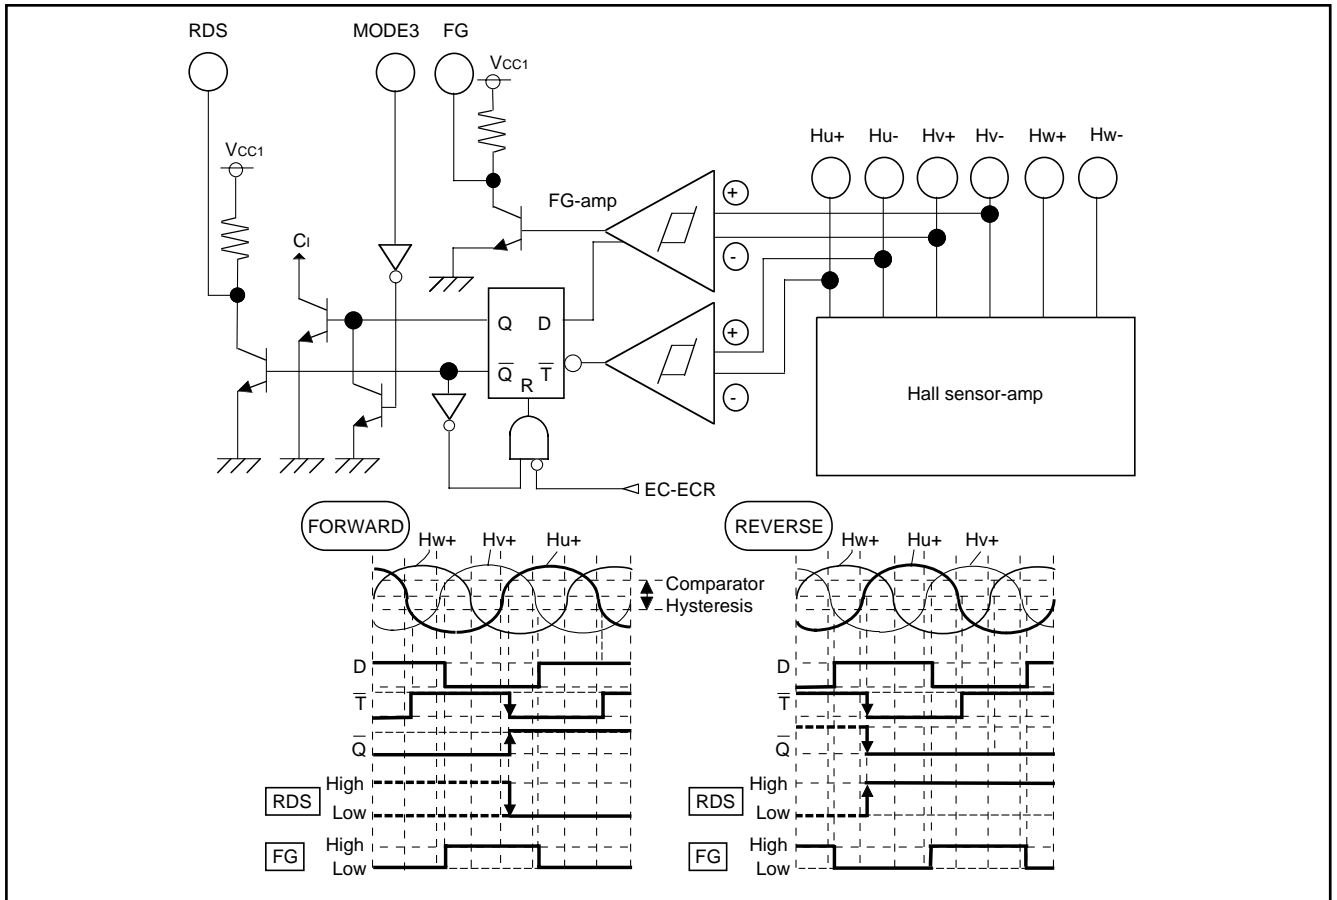 RDS MODE3 FG
VCC1
VCC1
Hu+ Hu- Hv+ Hv- Hw+ Hw-
FG-amp
+
-
CI
Q D
Q̅ T̅
R
+
-
Hall sensor-amp
EC-ECR
FORWARD
Hw+ Hv+ Hu+
Comparator
Hysteresis
D
T̅
Q̅
RDS
High
Low
FG
High
Low
REVERSE
Hw+ Hu+ Hv+
D
T̅
Q̅
RDS
High
Low
FG
High
Low